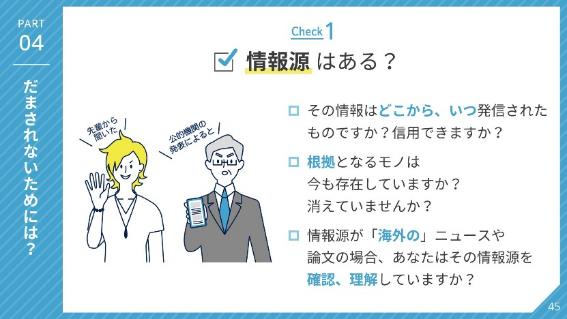 PART
04
だまされないためには？
Check1
情報源 はある？
先輩から
聞いた
公的機関の
発表によると
その情報はどこから、いつ発信された
ものですか？信用できますか？
根拠となるモノは
今も存在していますか？
消えていませんか？
情報源が「海外の」ニュースや
論文の場合、あなたはその情報源を
確認、理解していますか？
45